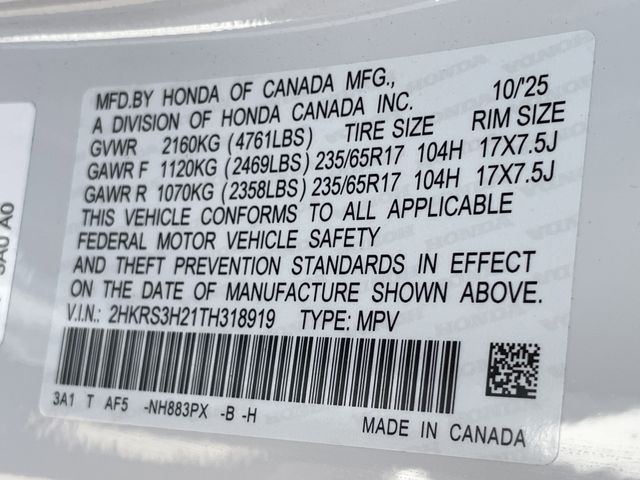 MFD.BY HONDA OF CANADA MFG., 10/'25
A DIVISION OF HONDA CANADA INC.
GVWR 2160KG (4761LBS) TIRE SIZE RIM SIZE
GAWR F 1120KG (2469LBS) 235/65R17 104H 17X7.5J
GAWR R 1070KG (2358LBS) 235/65R17 104H 17X7.5J
THIS VEHICLE CONFORMS TO ALL APPLICABLE
FEDERAL MOTOR VEHICLE SAFETY
AND THEFT PREVENTION STANDARDS IN EFFECT
ON THE DATE OF MANUFACTURE SHOWN ABOVE.
V.I.N.: 2HKRS3H21TH318919 TYPE: MPV
3A1 T AF5 -NH883PX -B -H
MADE IN CANADA